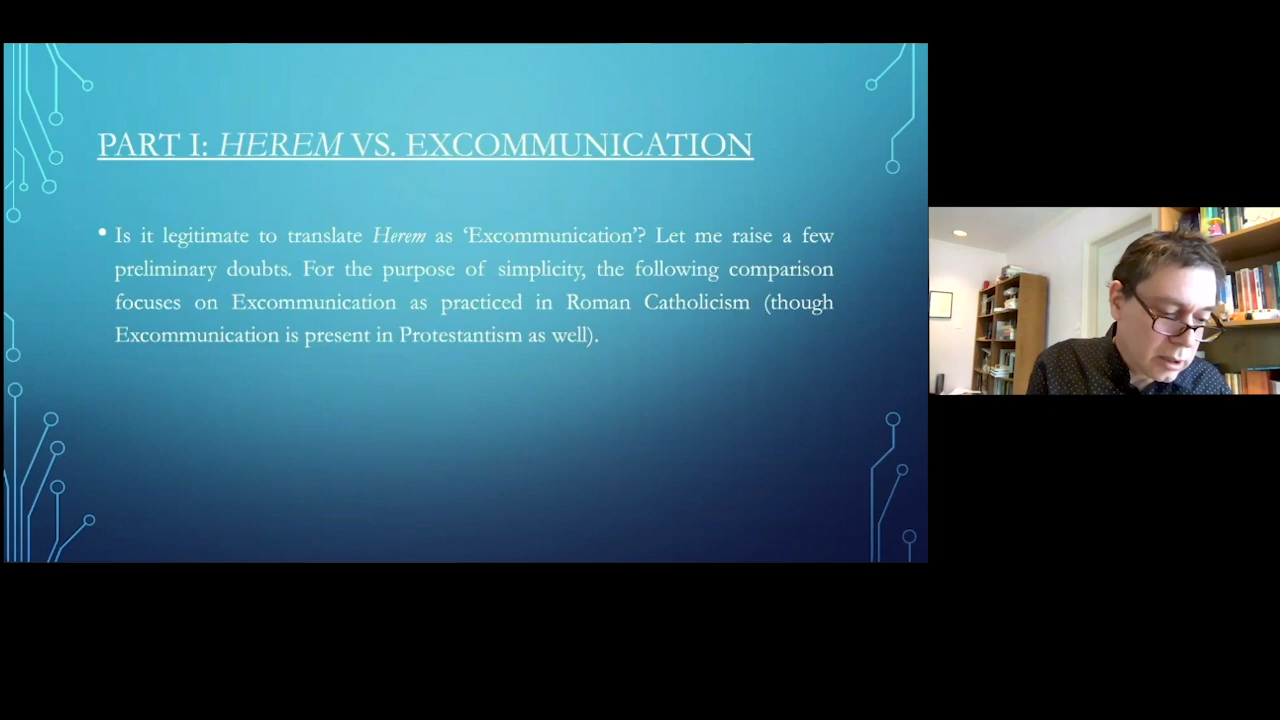 PART I: HEREM VS. EXCOMMUNICATION
• Is it legitimate to translate Herem as ‘Excommunication’? Let me raise a few
preliminary doubts. For the purpose of simplicity, the following comparison
focuses on Excommunication as practiced in Roman Catholicism (though
Excommunication is present in Protestantism as well).